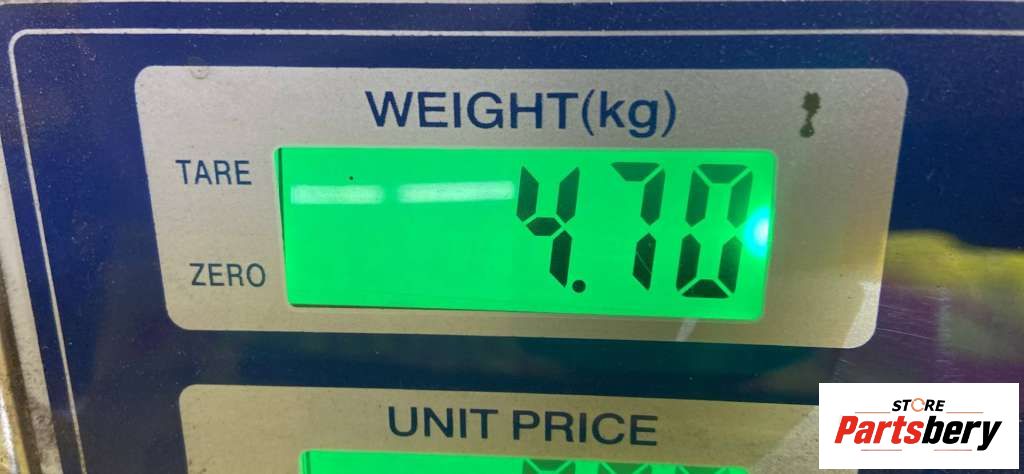 WEIGHT(kg)
TARE
4.70
ZERO
UNIT PRICE
STORE
Partsbery